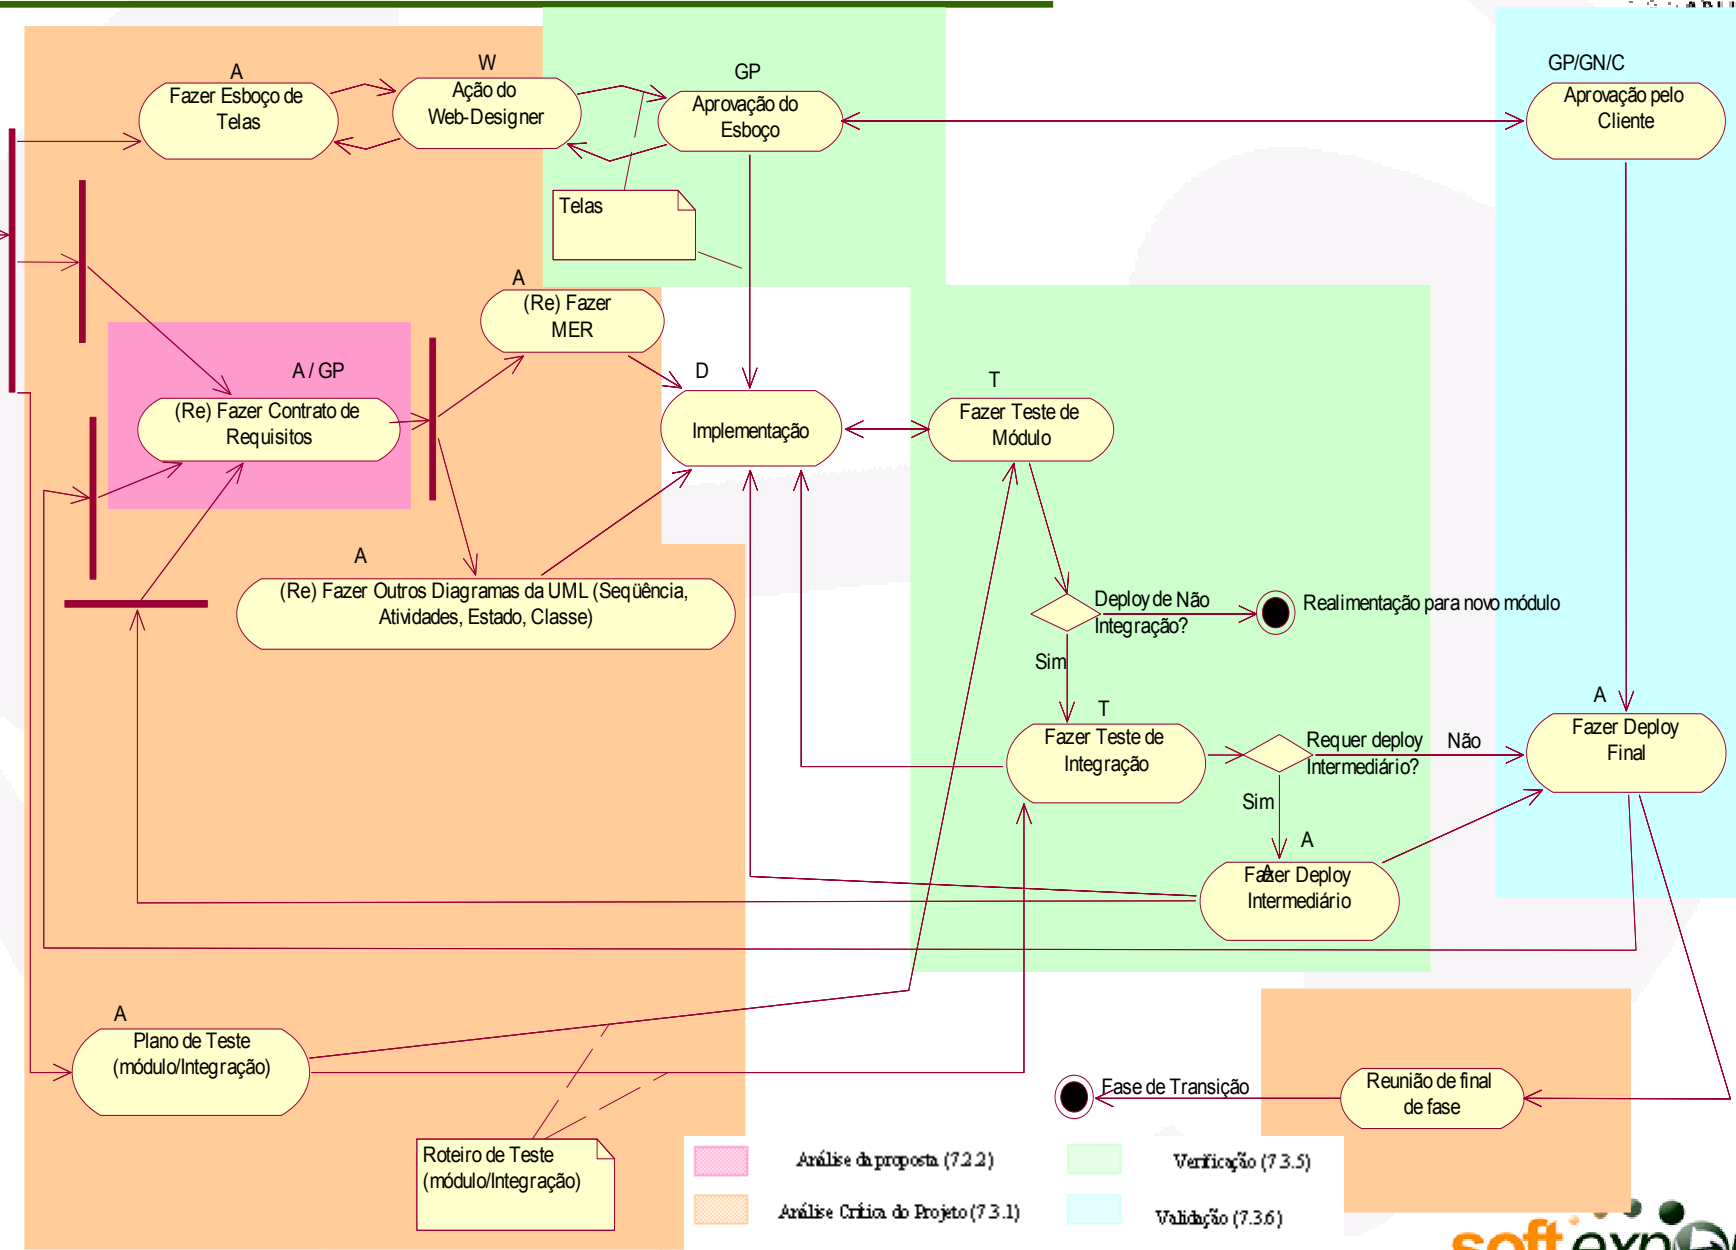 A
Fazer Esboço de
Telas
W
Ação do
Web-Designer
GP
Aprovação do
Esboço
GP/GN/C
Aprovação pelo
Cliente
Telas
A
(Re) Fazer
MER
A / GP
(Re) Fazer Contrato de
Requisitos
D
Implementação
T
Fazer Teste de
Módulo
A
(Re) Fazer Outros Diagramas da UML (Seqüência,
Atividades, Estado, Classe)
Deploy de Não
Integração?
Realimentação para novo módulo
Sim
T
Fazer Teste de
Integração
Requer deploy
Intermediário?
Não
Sim
A
Fazer Deploy
Final
A
A
Fazer Deploy
Intermediário
A
Plano de Teste
(módulo/Integração)
Fase de Transição
Reunião de final
de fase
Roteiro de Teste
(módulo/Integração)
Análise da proposta (7.2.2)
Verificação (7.3.5)
Análise Crítica do Projeto (7.3.1)
Validação (7.3.6)
soft